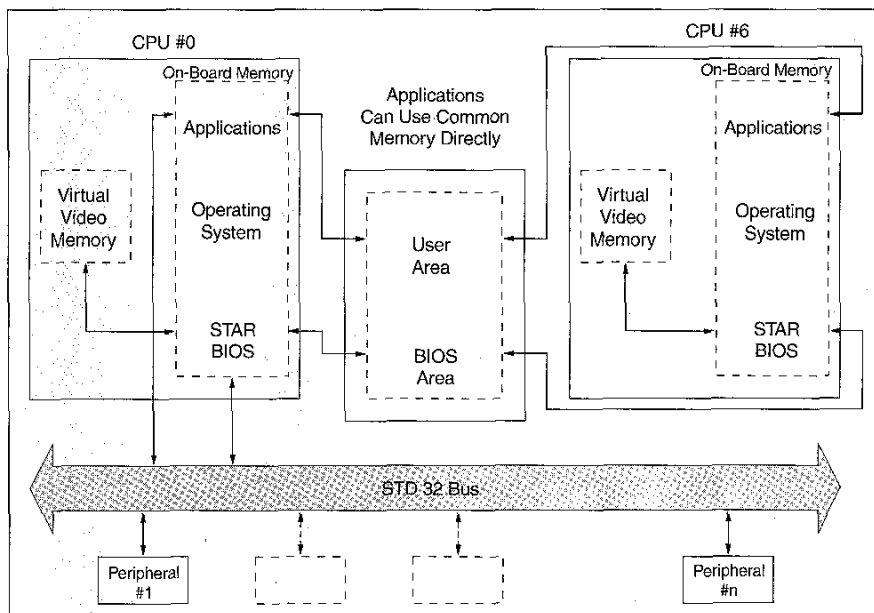 CPU #0
CPU #6
On-Board Memory
Applications
Virtual
Video
Memory
Operating
System
STAR
BIOS
Applications
Can Use Common
Memory Directly
User
Area
BIOS
Area
On-Board Memory
Applications
Virtual
Video
Memory
Operating
System
STAR
BIOS
STD 32 Bus
Peripheral
#1
Peripheral
#n